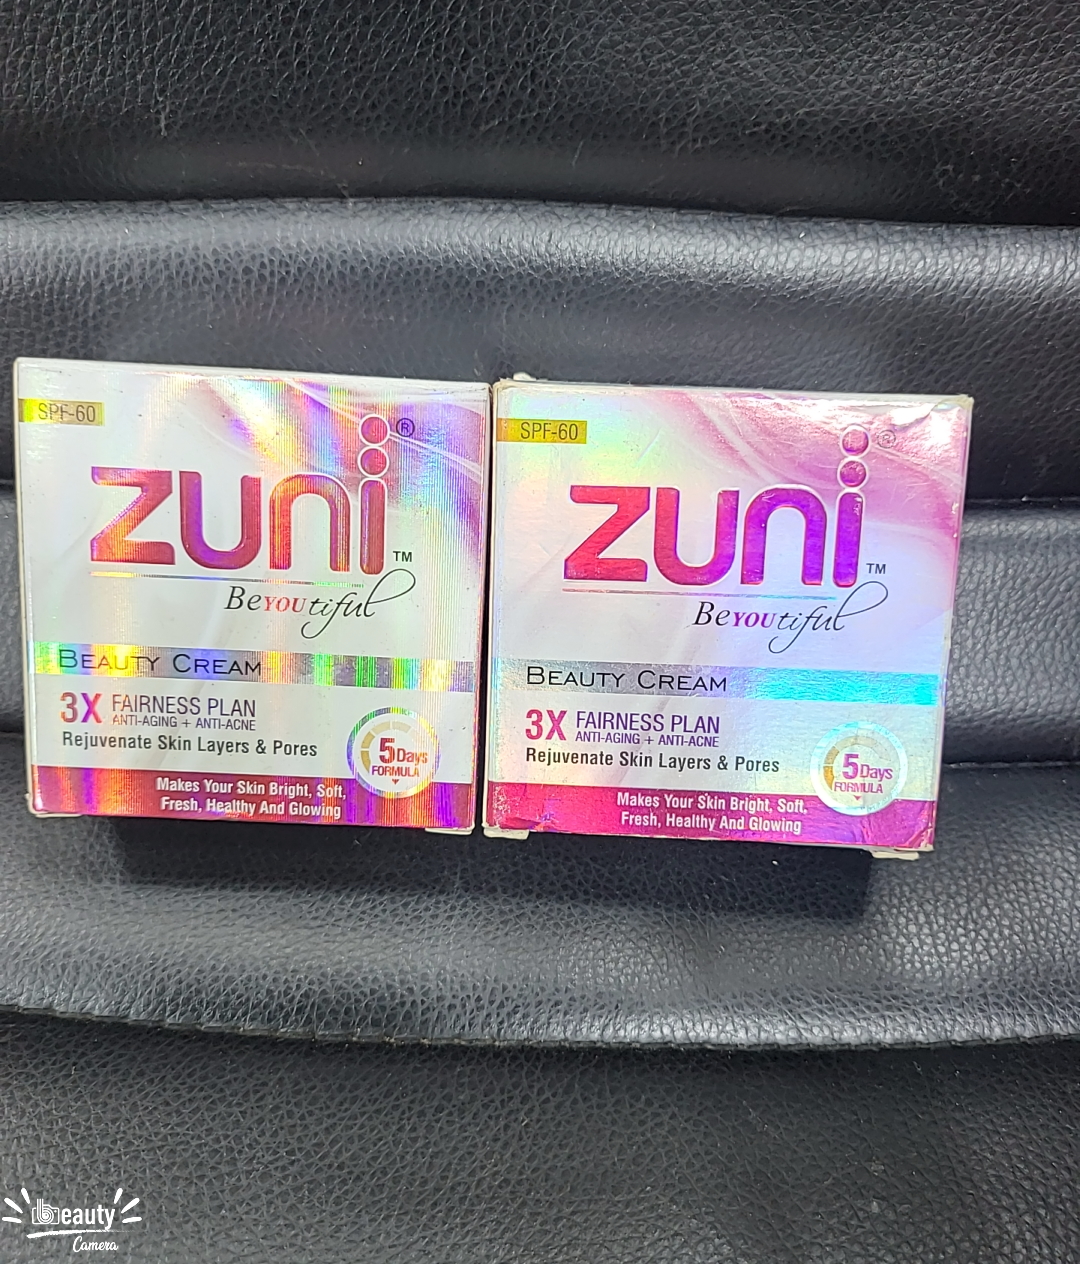 SPF-60
zuni ®
TM
BeYOUtiful
BEAUTY CREAM
3X FAIRNESS PLAN
ANTI-AGING + ANTI-ACNE
Rejuvenate Skin Layers & Pores
5 Days
FORMULA
Makes Your Skin Bright, Soft,
Fresh, Healthy And Glowing
SPF-60
zuni ®
TM
BeYOUtiful
BEAUTY CREAM
3X FAIRNESS PLAN
ANTI-AGING + ANTI-ACNE
Rejuvenate Skin Layers & Pores
5 Days
FORMULA
Makes Your Skin Bright, Soft,
Fresh, Healthy And Glowing
beauty
Camera